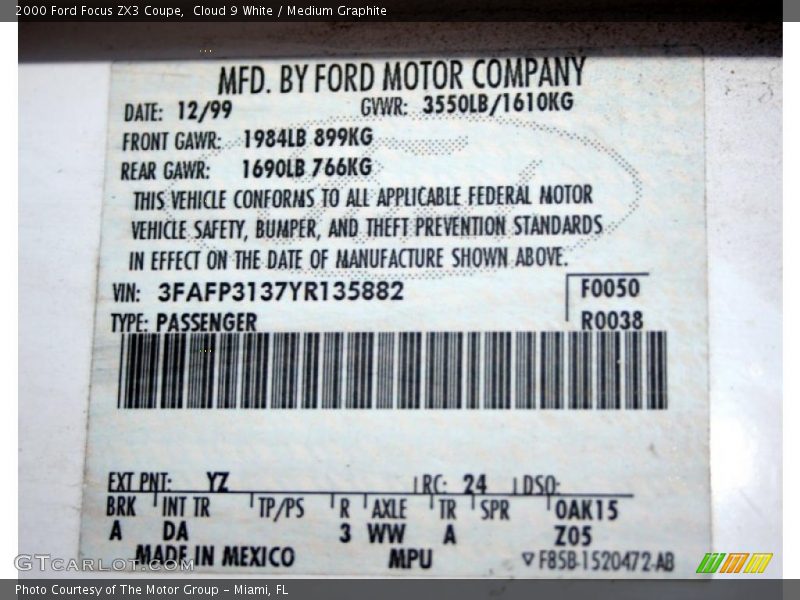 2000 Ford Focus ZX3 Coupe,  Cloud 9 White / Medium Graphite
MFD. BY FORD MOTOR COMPANY
DATE: 12/99 GVWR: 3550LB/1610KG
FRONT GAWR: 1984LB 899KG
REAR GAWR: 1690LB 766KG
THIS VEHICLE CONFORMS TO ALL APPLICABLE FEDERAL MOTOR
VEHICLE SAFETY, BUMPER, AND THEFT PREVENTION STANDARDS
IN EFFECT ON THE DATE OF MANUFACTURE SHOWN ABOVE.
VIN: 3FAFP3137YR135882 F0050
TYPE: PASSENGER R0038
EXT PNT: YZ RC: 24 DSO:
BRK INT TR TP/PS R AXLE TR SPR 0AK15
A DA 3 WW A Z05
MADE IN MEXICO MPU F85B-1520472-AB
GTCarLot.com
Photo Courtesy of The Motor Group – Miami, FL